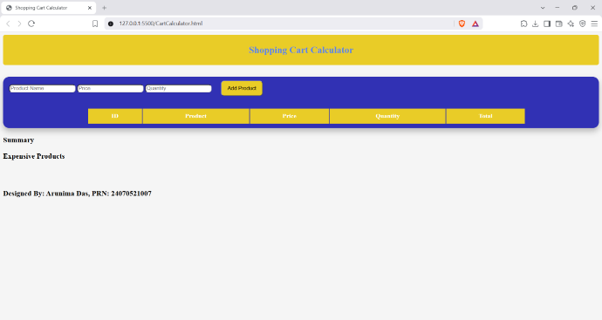 Shopping Cart Calculator
127.0.0.1:5500/CartCalculator.html
Shopping Cart Calculator
Product Name Price Quantity Add Product
ID Product Price Quantity Total
Summary
Expensive Products
Designed By: Arunima Das, PRN: 24070521007